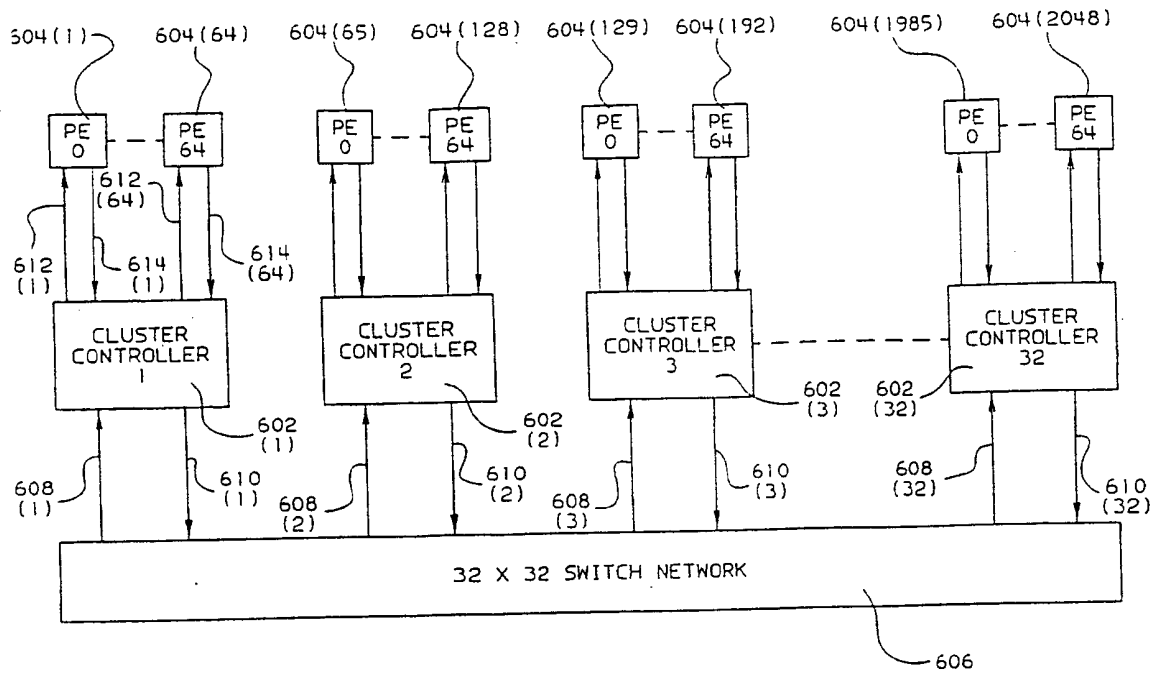 604(1) 604(64) 604(65) 604(128) 604(129) 604(192) 604(1985) 604(2048)
PE
0
PE
64
PE
0
PE
64
PE
0
PE
64
PE
0
PE
64
612
(1)
614
(1)
612
(64)
614
(64)
CLUSTER
CONTROLLER
1
CLUSTER
CONTROLLER
2
CLUSTER
CONTROLLER
3
CLUSTER
CONTROLLER
32
602
(1)
602
(2)
602
(3)
602
(32)
608
(1)
610
(1)
608
(2)
610
(2)
608
(3)
610
(3)
608
(32)
610
(32)
32 X 32 SWITCH NETWORK
606